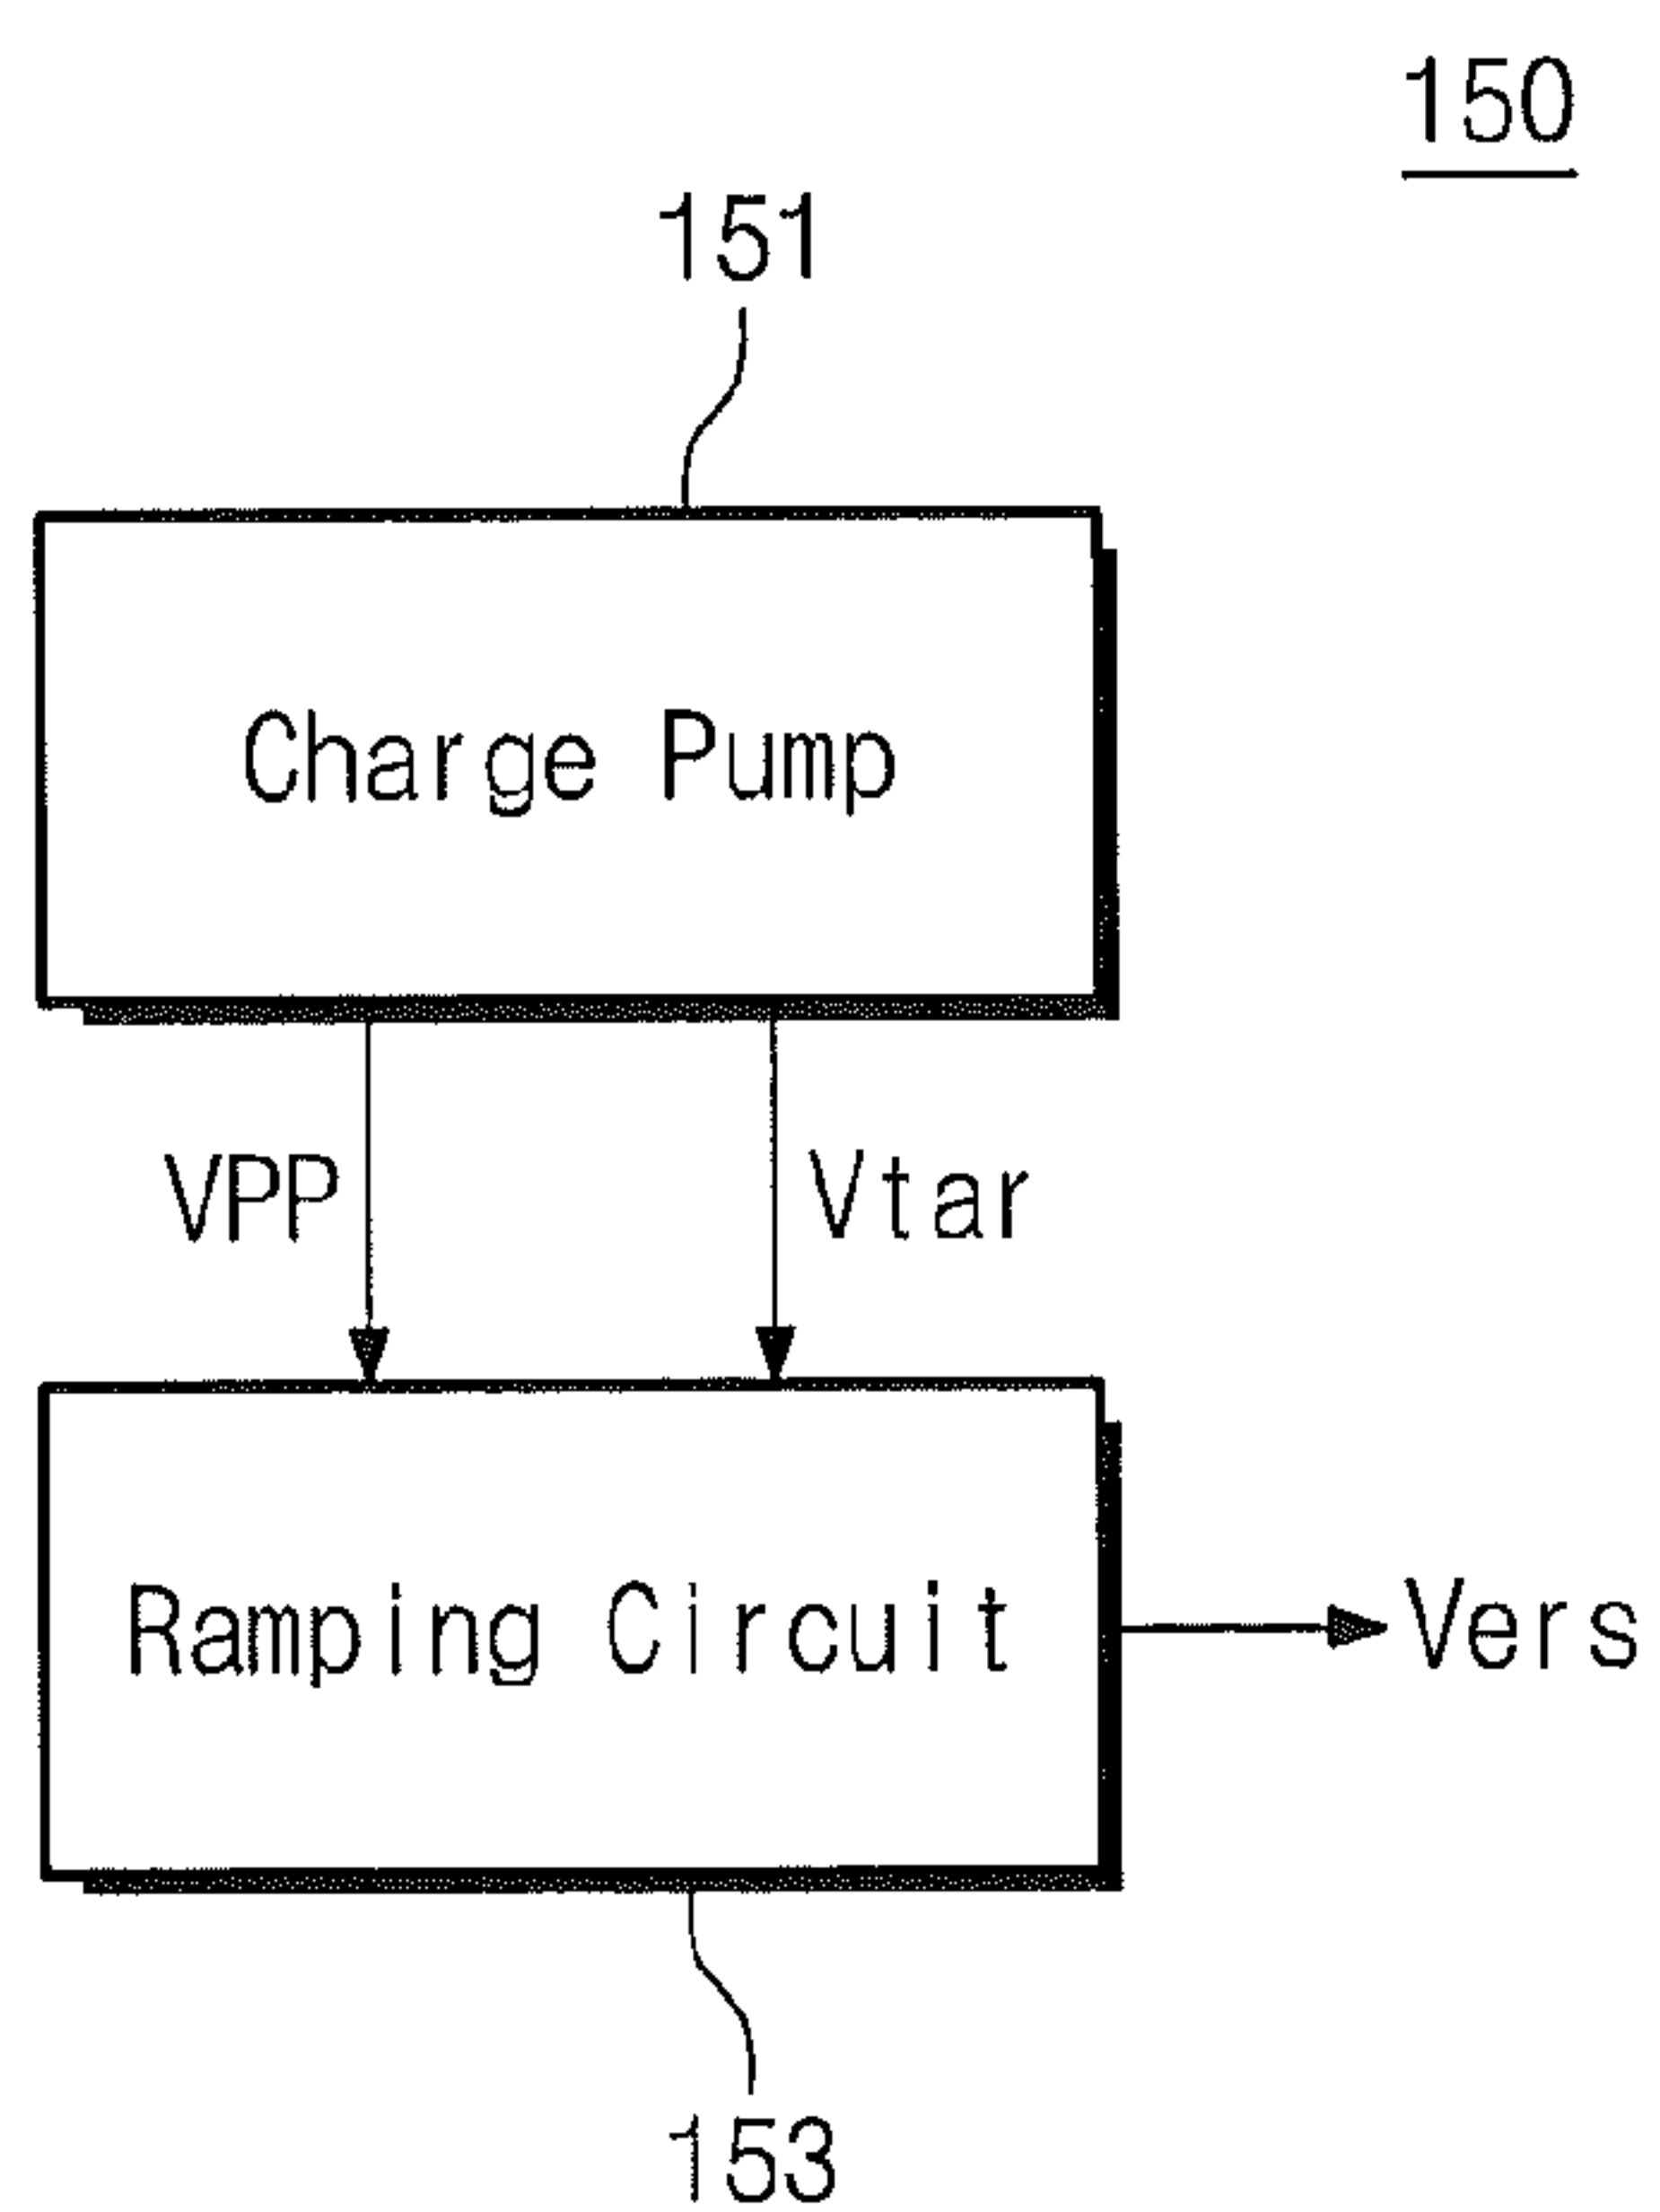 150
151
Charge Pump
VPP
Vtar
Ramping Circuit
Vers
153